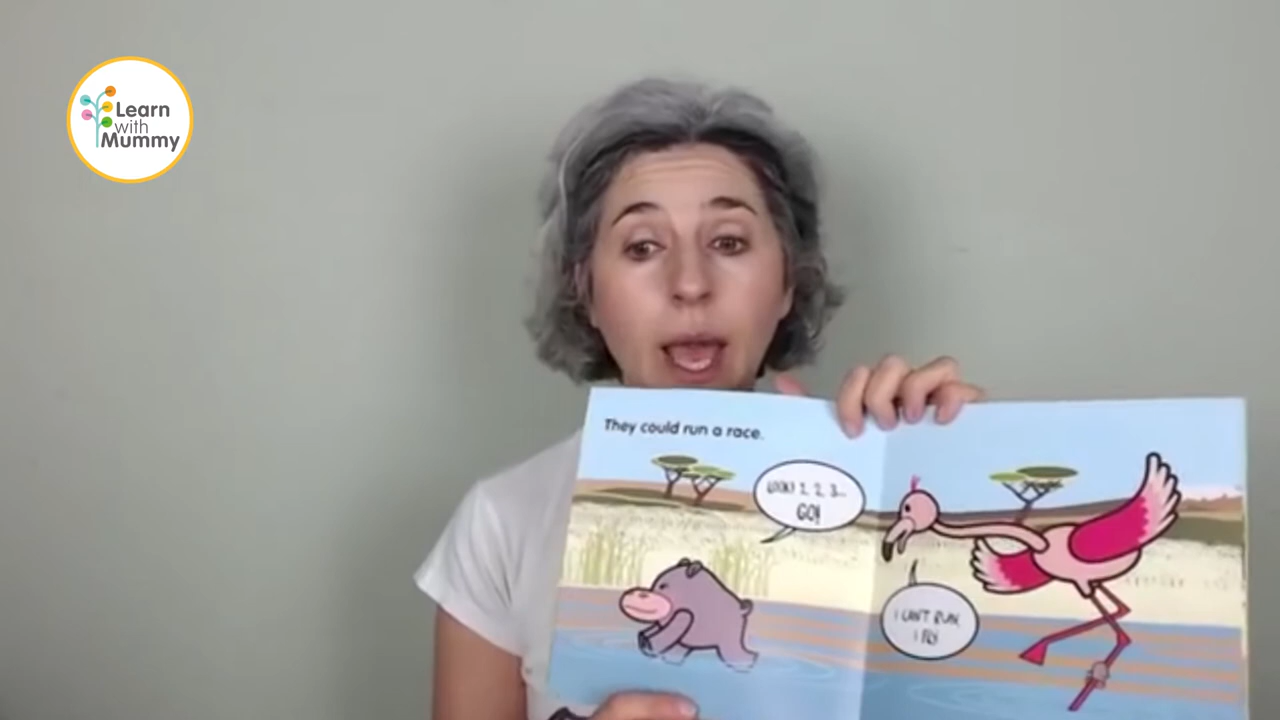 Learn
with
Mummy
They could run a race.
LOOK! 1, 2, 3...
GO!
I CAN'T RUN,
I FLY